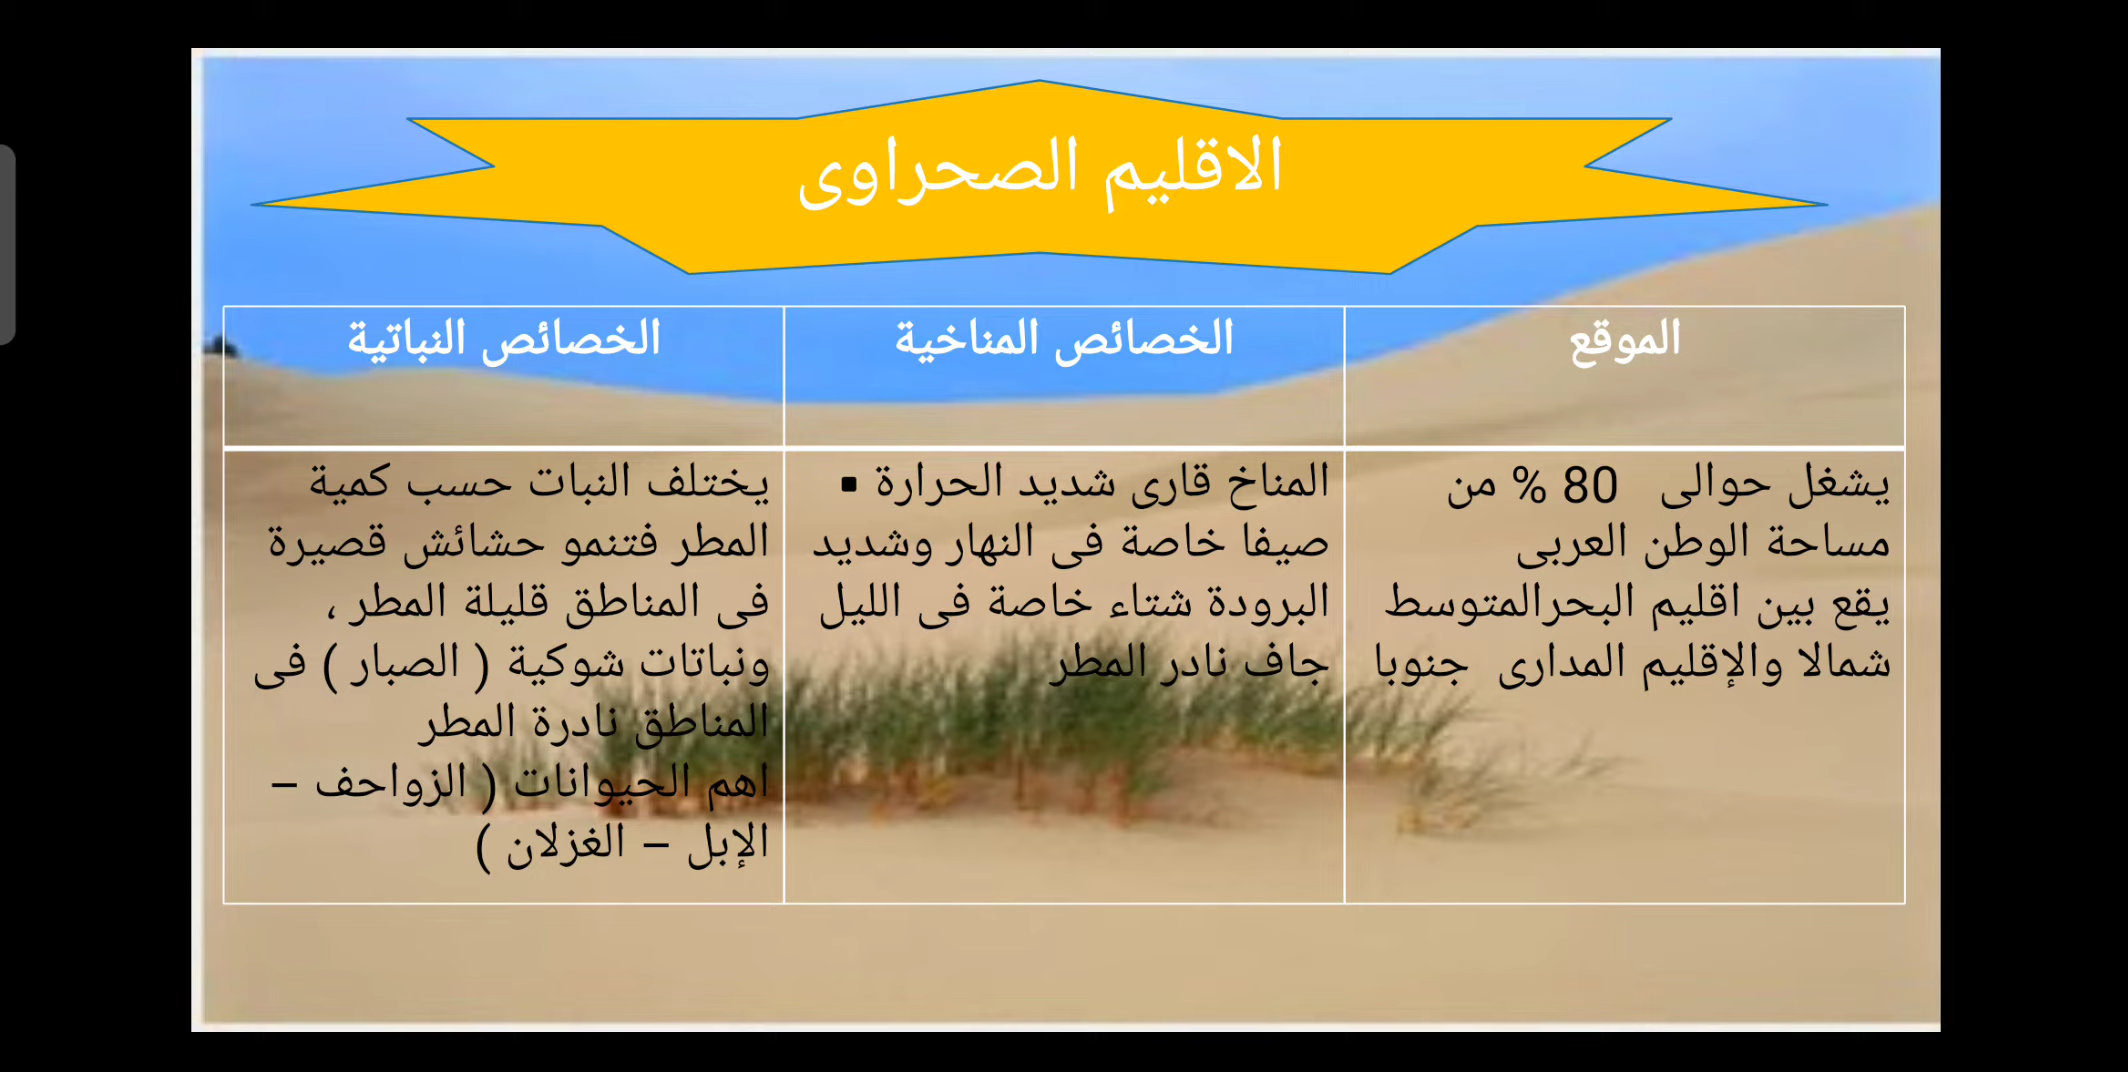 الاقليم الصحراوى
الموقع
الخصائص المناخية
الخصائص النباتية
يشغل حوالى 80 % من
مساحة الوطن العربى
يقع بين اقليم البحرالمتوسط
شمالا والإقليم المدارى جنوبا
المناخ قارى شديد الحرارة ▪
صيفا خاصة فى النهار وشديد
البرودة شتاء خاصة فى الليل
جاف نادر المطر
يختلف النبات حسب كمية
المطر فتنمو حشائش قصيرة
فى المناطق قليلة المطر ،
ونباتات شوكية ( الصبار ) فى
المناطق نادرة المطر
اهم الحيوانات ( الزواحف –
الإبل – الغزلان )